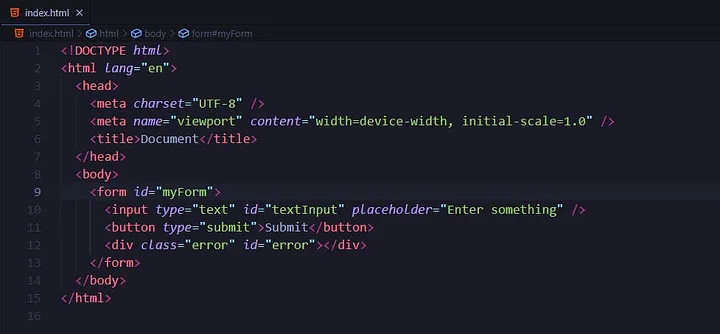 index.html ×
index.html > html > body > form#myForm
1 <!DOCTYPE html>
2 <html lang="en">
3 <head>
4 <meta charset="UTF-8" />
5 <meta name="viewport" content="width=device-width, initial-scale=1.0" />
6 <title>Document</title>
7 </head>
8 <body>
9 <form id="myForm">
10 <input type="text" id="textInput" placeholder="Enter something" />
11 <button type="submit">Submit</button>
12 <div class="error" id="error"></div>
13 </form>
14 </body>
15 </html>
16